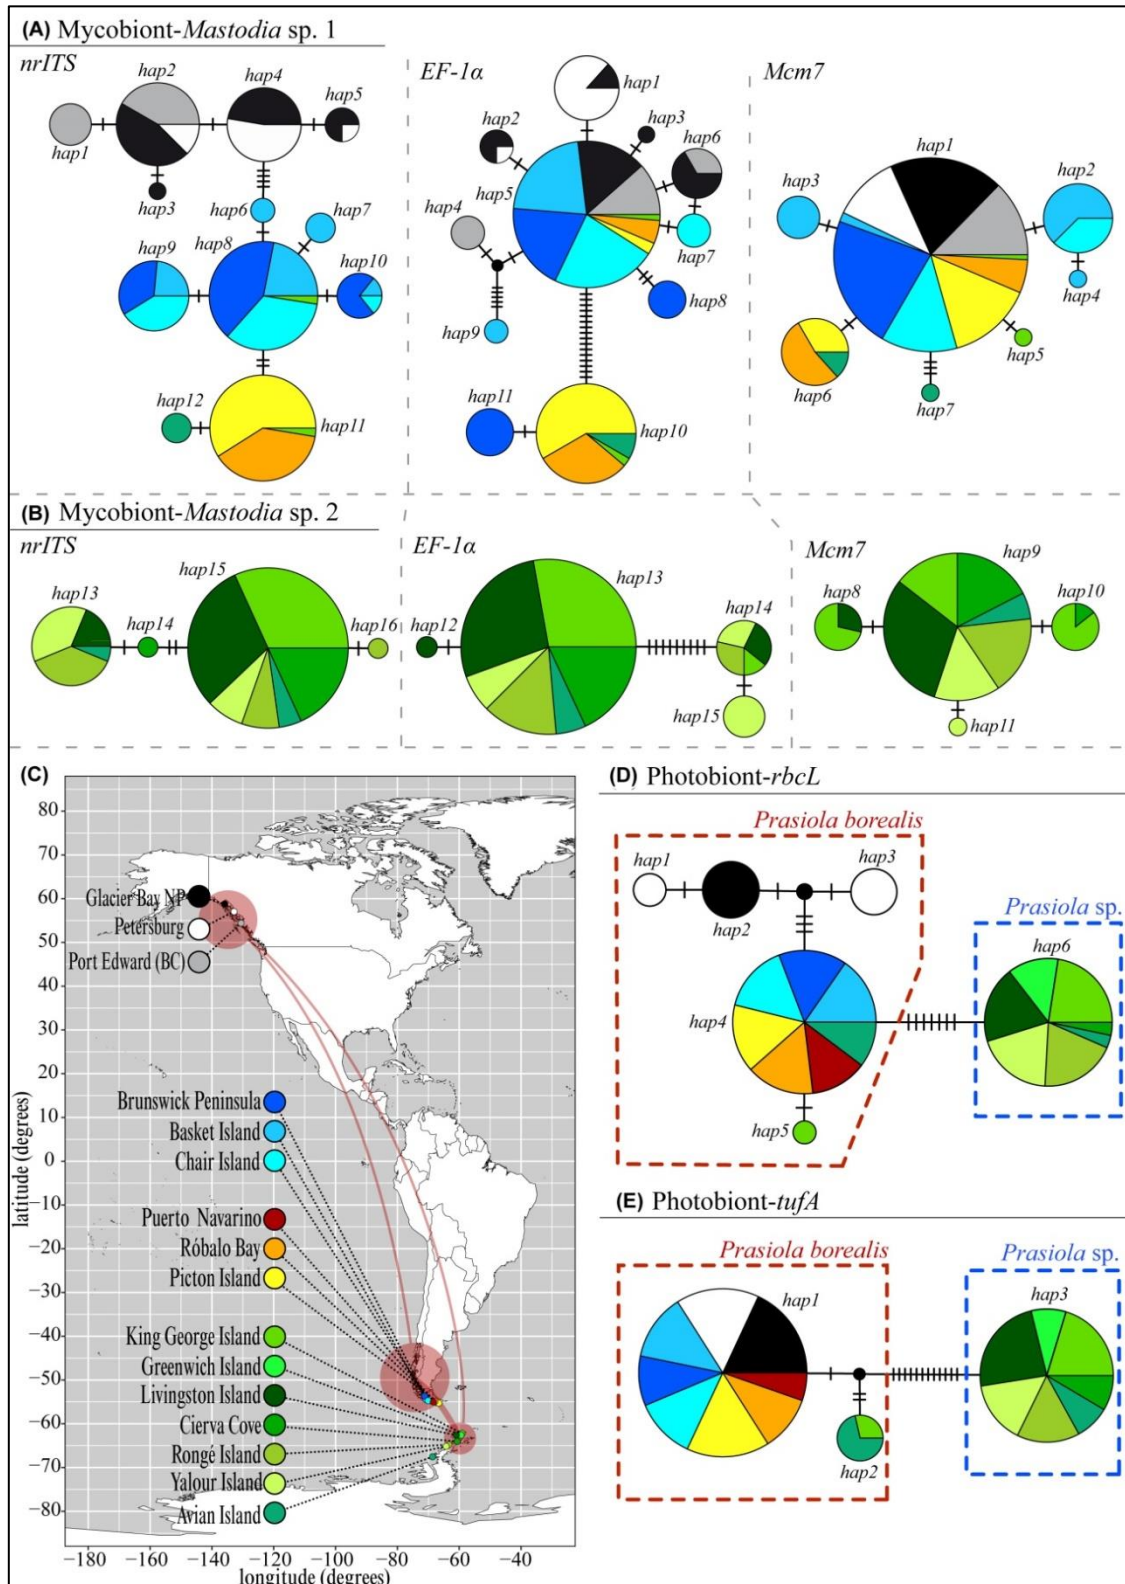 (A) Mycobiont-Mastodia sp. 1
nrITS
hap2
hap4
hap5
hap1
hap3
hap6
hap7
hap9
hap8
hap10
hap12
hap11
EF-1α
hap1
hap2
hap3
hap6
hap5
hap4
hap7
hap8
hap9
hap11
hap10
Mcm7
hap1
hap3
hap2
hap4
hap5
hap6
hap7
(B) Mycobiont-Mastodia sp. 2
nrITS
hap15
hap13
hap14
hap16
EF-1α
hap13
hap12
hap14
hap15
Mcm7
hap9
hap8
hap10
hap11
(C)
80
70
60
50
40
30
20
10
0
−10
−20
−30
−40
−50
−60
−70
−80
latitude (degrees)
Glacier Bay NP
Petersburg
Port Edward (BC)
Brunswick Peninsula
Basket Island
Chair Island
Puerto Navarino
Róbalo Bay
Picton Island
King George Island
Greenwich Island
Livingston Island
Cierva Cove
Rongé Island
Yalour Island
Avian Island
−180 −160 −140 −120 −100 −80 −60 −40
longitude (degrees)
(D) Photobiont-rbcL
Prasiola borealis
hap1
hap3
hap2
Prasiola sp.
hap6
hap4
hap5
(E) Photobiont-tufA
Prasiola borealis
Prasiola sp.
hap1
hap3
hap2